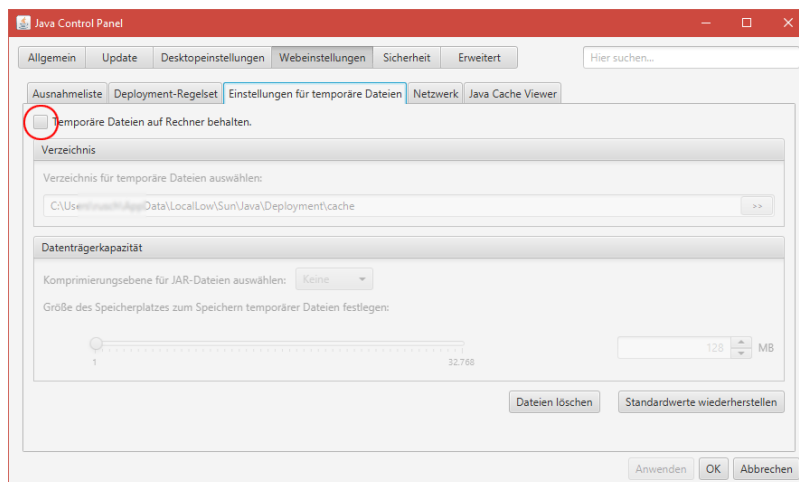 Java Control Panel
Allgemein Update Desktopeinstellungen Webeinstellungen Sicherheit Erweitert Hier suchen...
Ausnahmeliste Deployment-Regelset Einstellungen für temporäre Dateien Netzwerk Java Cache Viewer
Temporäre Dateien auf Rechner behalten.
Verzeichnis
Verzeichnis für temporäre Dateien auswählen:
C:\Users\ \AppData\LocalLow\Sun\Java\Deployment\cache >>
Datenträgerkapazität
Komprimierungsebene für JAR-Dateien auswählen: Keine
Größe des Speicherplatzes zum Speichern temporärer Dateien festlegen:
128 MB
1 32.768
Dateien löschen Standardwerte wiederherstellen
Anwenden OK Abbrechen